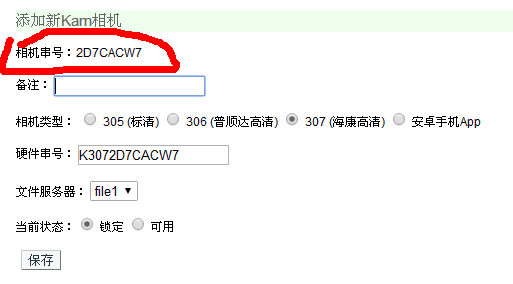 添加新Kam相机
相机串号：2D7CACW7
备注：
相机类型： 305 (标清) 306 (普顺达高清) 307 (海康高清) 安卓手机App
硬件串号：K3072D7CACW7
文件服务器：file1
当前状态： 锁定 可用
保存